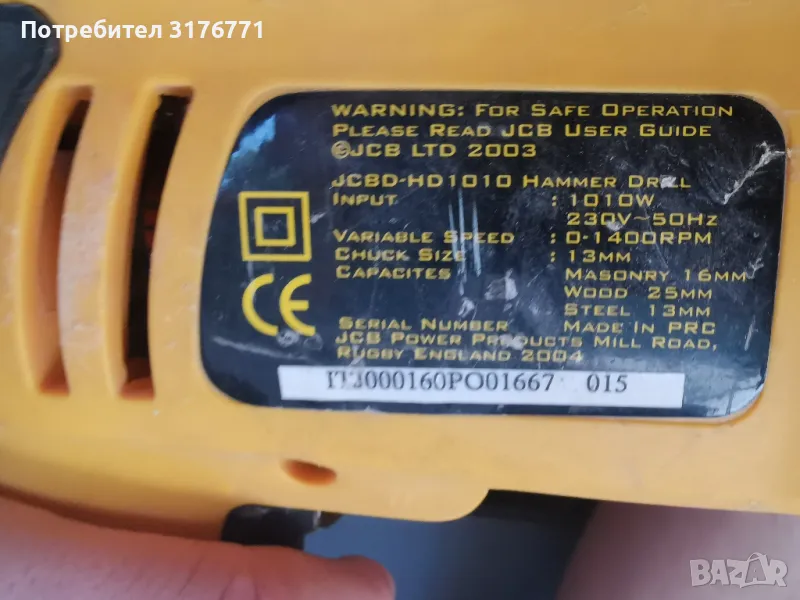 Потребител 3176771
WARNING: FOR SAFE OPERATION
PLEASE READ JCB USER GUIDE
©JCB LTD 2003
JCBD-HD1010 HAMMER DRILL
INPUT : 1010W
230V~50HZ
VARIABLE SPEED : 0-1400RPM
CHUCK SIZE : 13MM
CAPACITES MASONRY 16MM
WOOD 25MM
STEEL 13MM
SERIAL NUMBER MADE IN PRC
JCB POWER PRODUCTS MILL ROAD,
RUGBY ENGLAND 2004
CE
000160PO01667 015
BAZAR